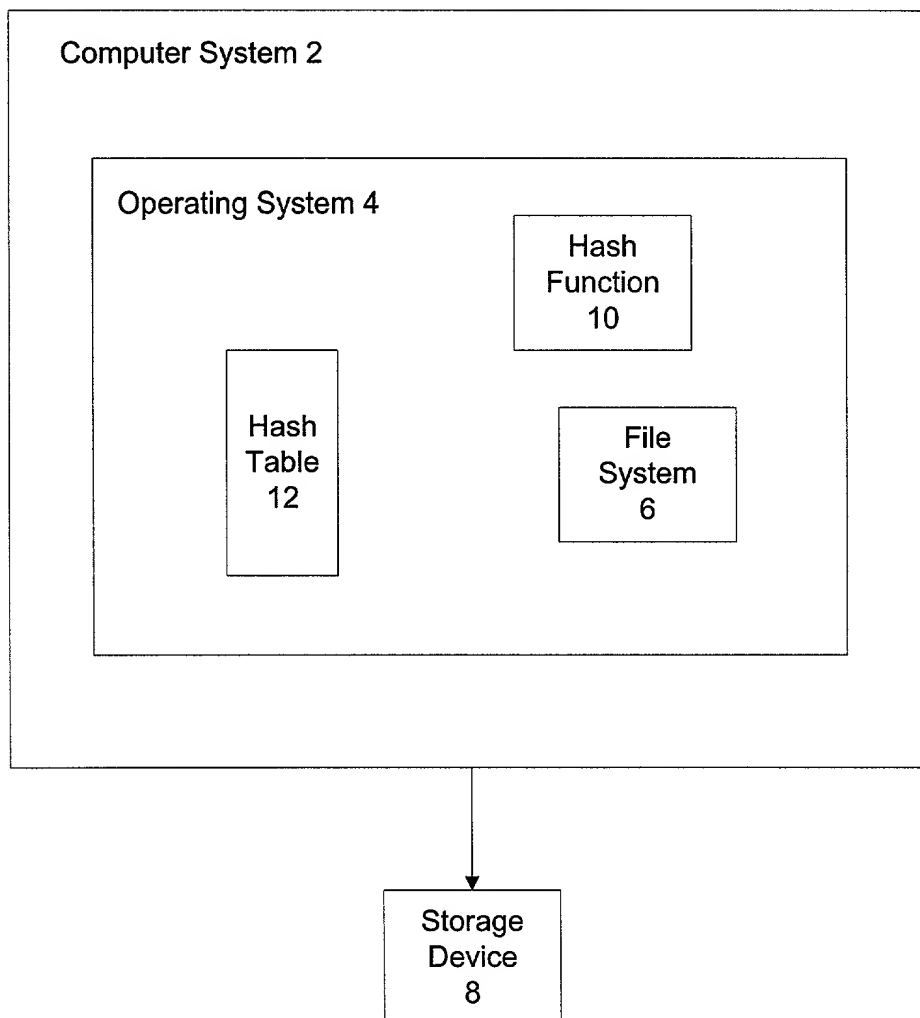 Computer System 2
Operating System 4
Hash
Function
10
Hash
Table
12
File
System
6
Storage
Device
8